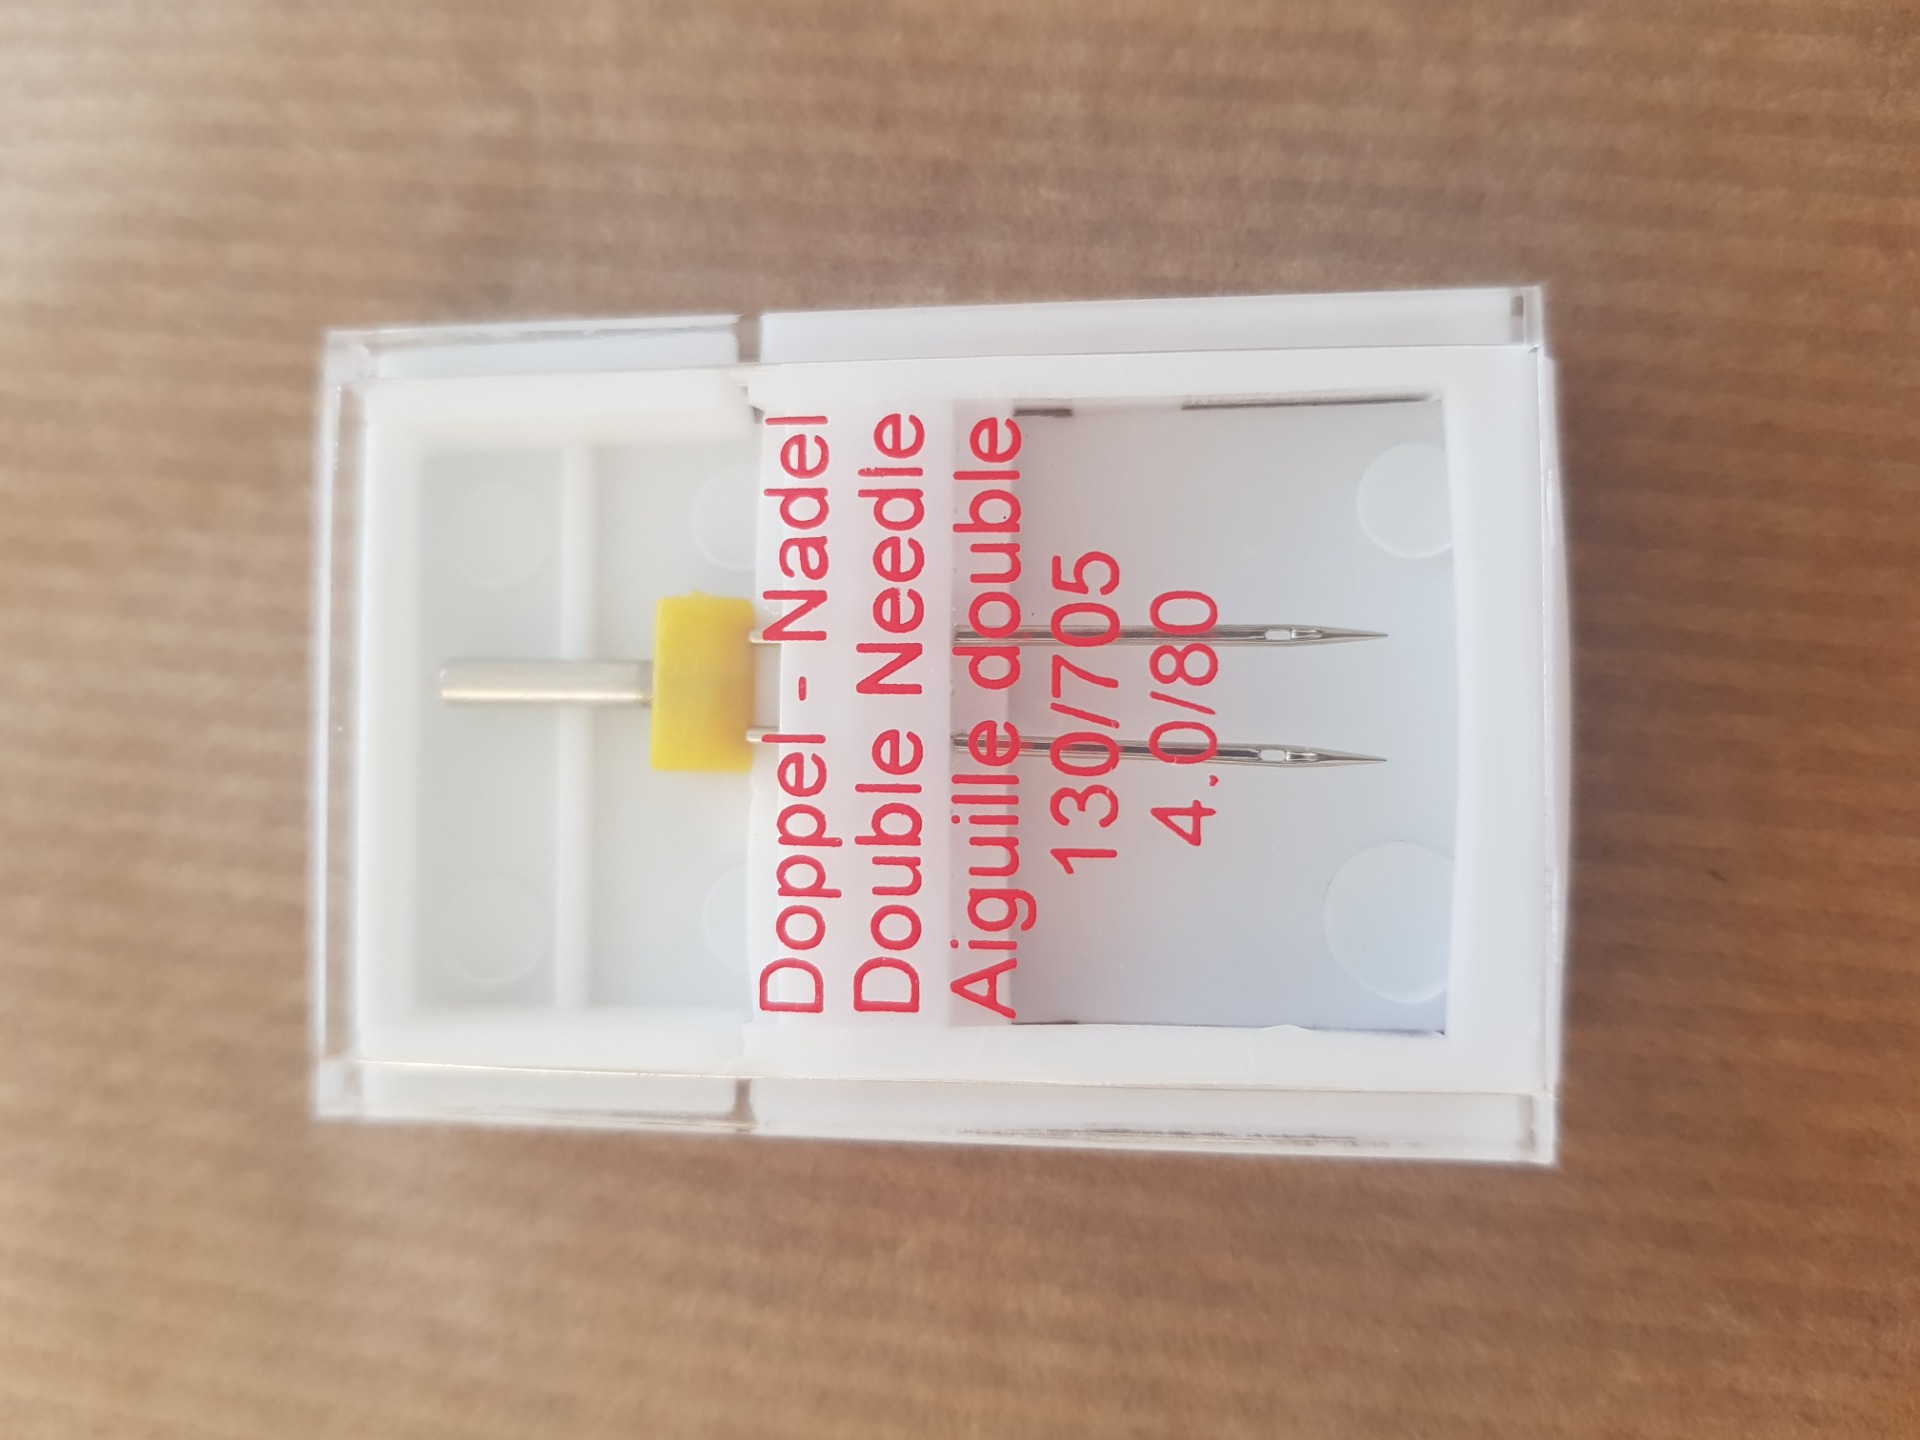 Doppel - Nadel
Double Needle
Aiguille double
130/705
4.0/80